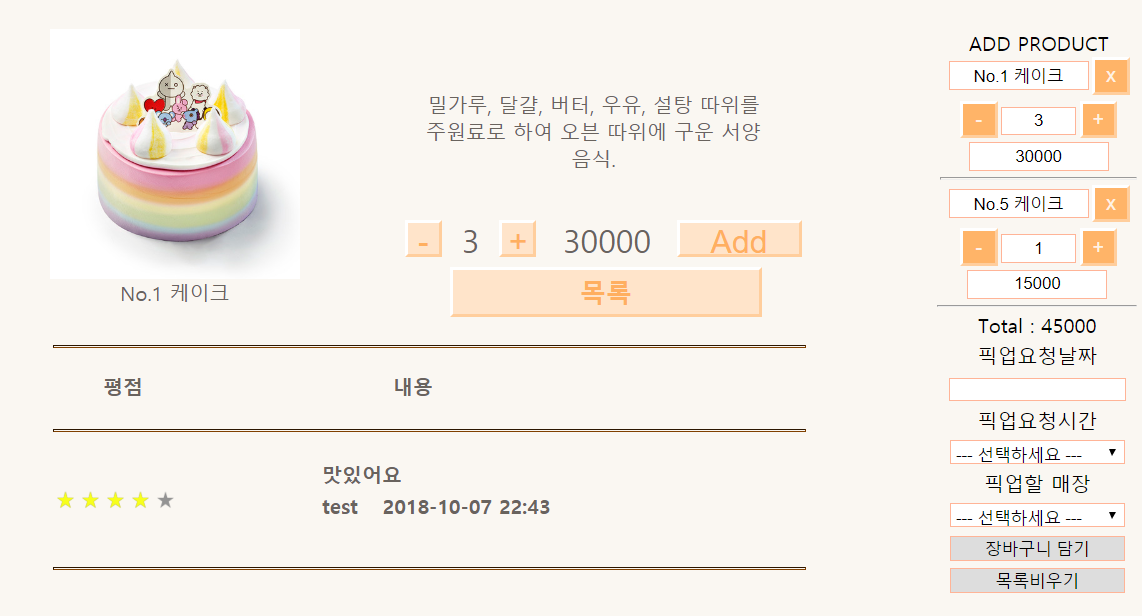 밀가루, 달걀, 버터, 우유, 설탕 따위를
주원료로 하여 오븐 따위에 구운 서양
음식.
- 3 + 30000 Add
목록
No.1 케이크
평점 내용
맛있어요
★★★★★ test 2018-10-07 22:43
ADD PRODUCT
No.1 케이크 x
- 3 +
30000
No.5 케이크 x
- 1 +
15000
Total : 45000
픽업요청날짜
픽업요청시간
--- 선택하세요 --- ▼
픽업할 매장
--- 선택하세요 --- ▼
장바구니 담기
목록비우기